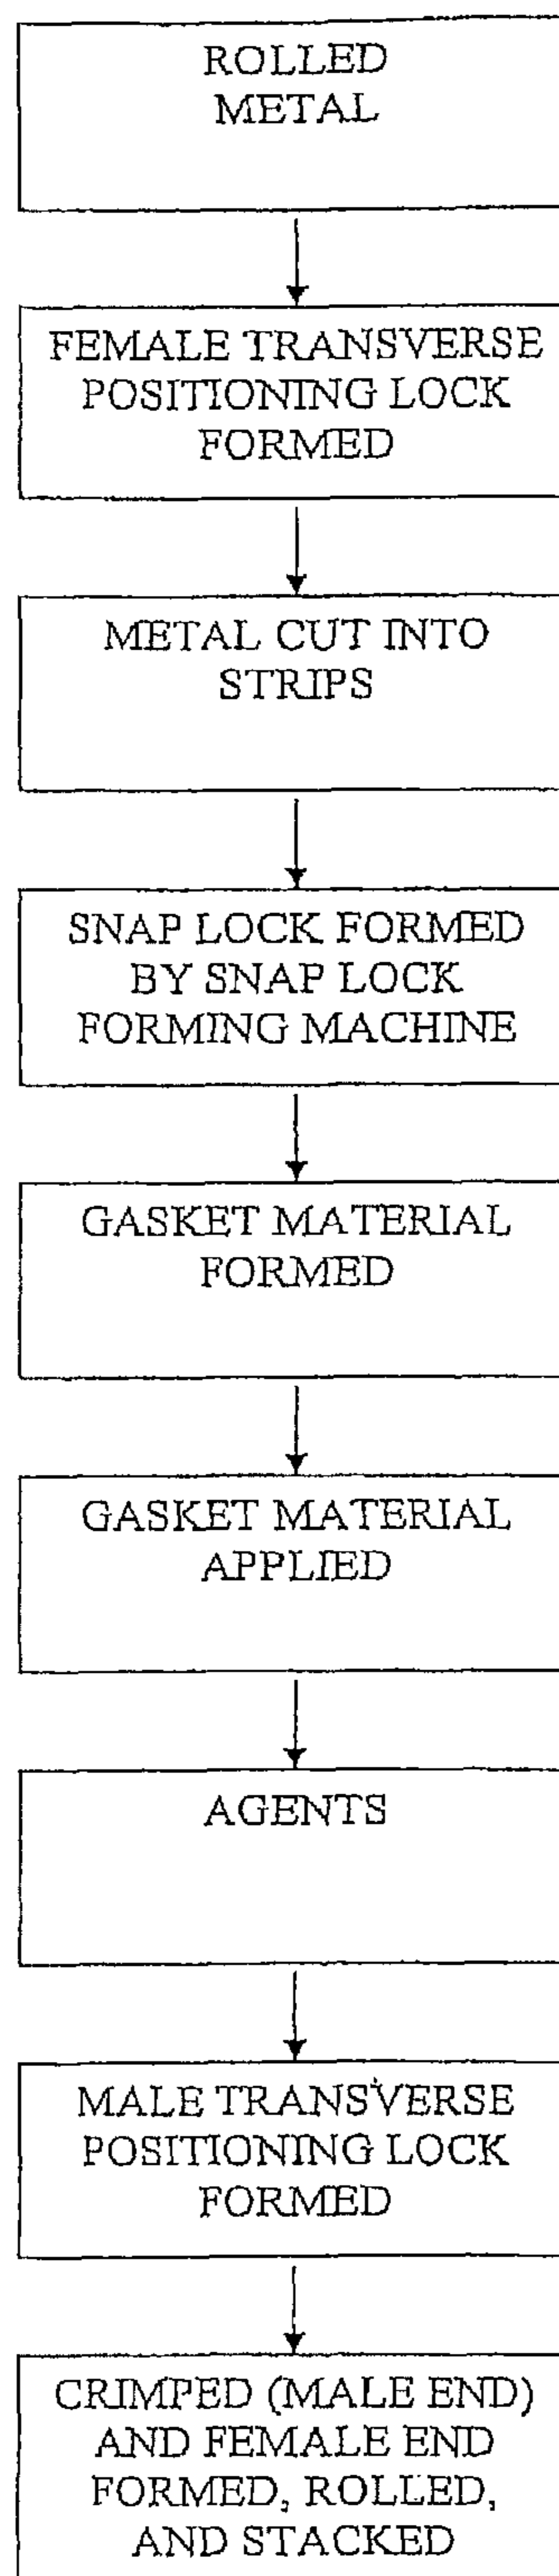 ROLLED
METAL
FEMALE TRANSVERSE
POSITIONING LOCK
FORMED
METAL CUT INTO
STRIPS
SNAP LOCK FORMED
BY SNAP LOCK
FORMING MACHINE
GASKET MATERIAL
FORMED
GASKET MATERIAL
APPLIED
AGENTS
MALE TRANSVERSE
POSITIONING LOCK
FORMED
CRIMPED (MALE END)
AND FEMALE END
FORMED, ROLLED,
AND STACKED